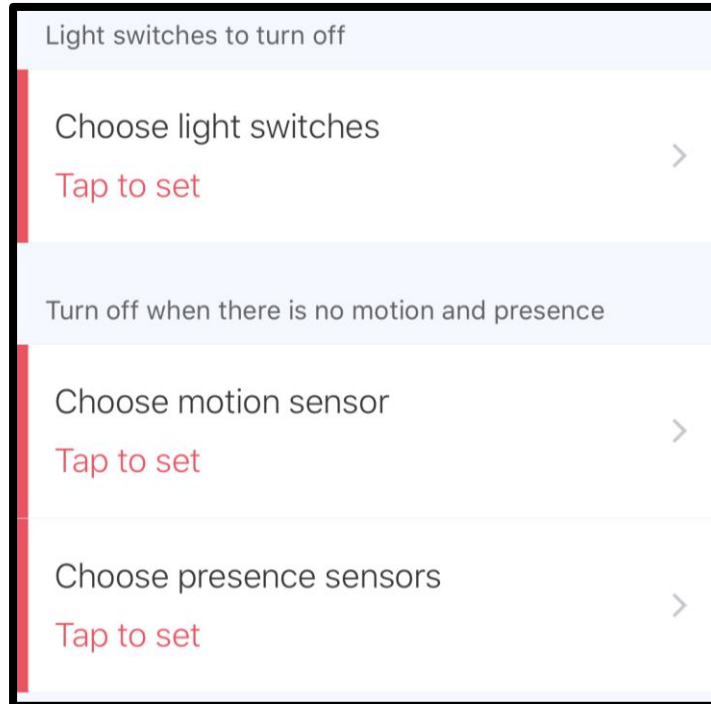 Light switches to turn off
Choose light switches
Tap to set
Turn off when there is no motion and presence
Choose motion sensor
Tap to set
Choose presence sensors
Tap to set